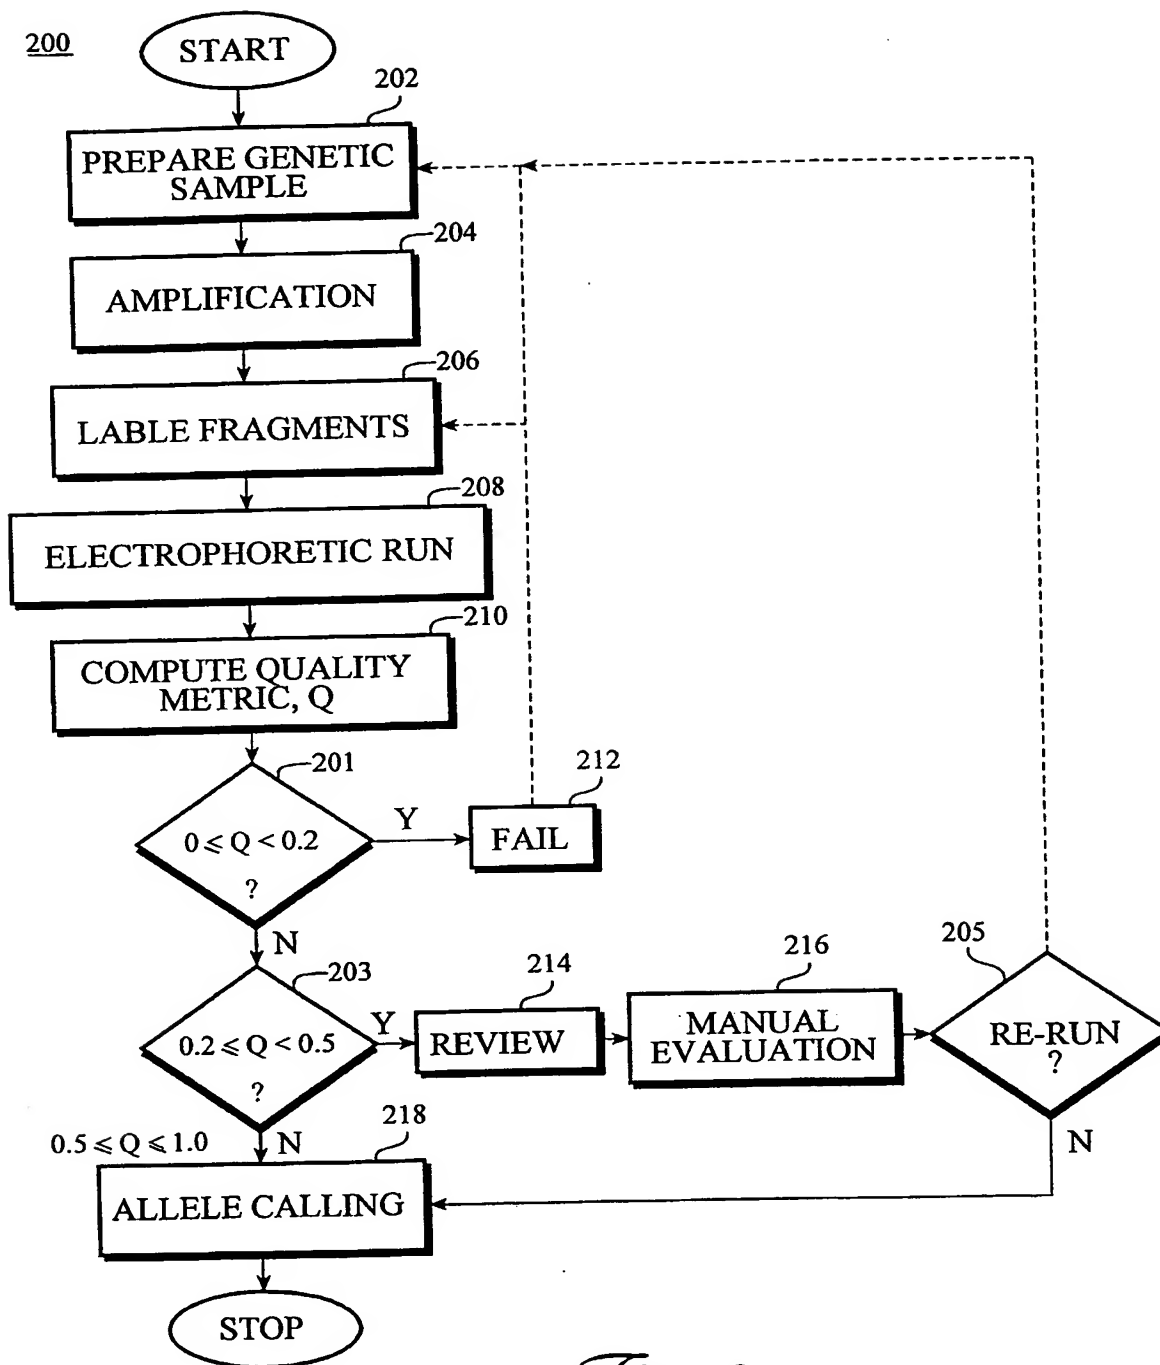 200
START
202
PREPARE GENETIC
SAMPLE
204
AMPLIFICATION
206
LABLE FRAGMENTS
208
ELECTROPHORETIC RUN
210
COMPUTE QUALITY
METRIC, Q
201
0 ⩽ Q < 0.2
?
Y
212
FAIL
N
203
0.2 ⩽ Q < 0.5
?
Y
214
REVIEW
216
MANUAL
EVALUATION
205
RE-RUN
?
N
0.5 ⩽ Q ⩽ 1.0
N
218
ALLELE CALLING
STOP